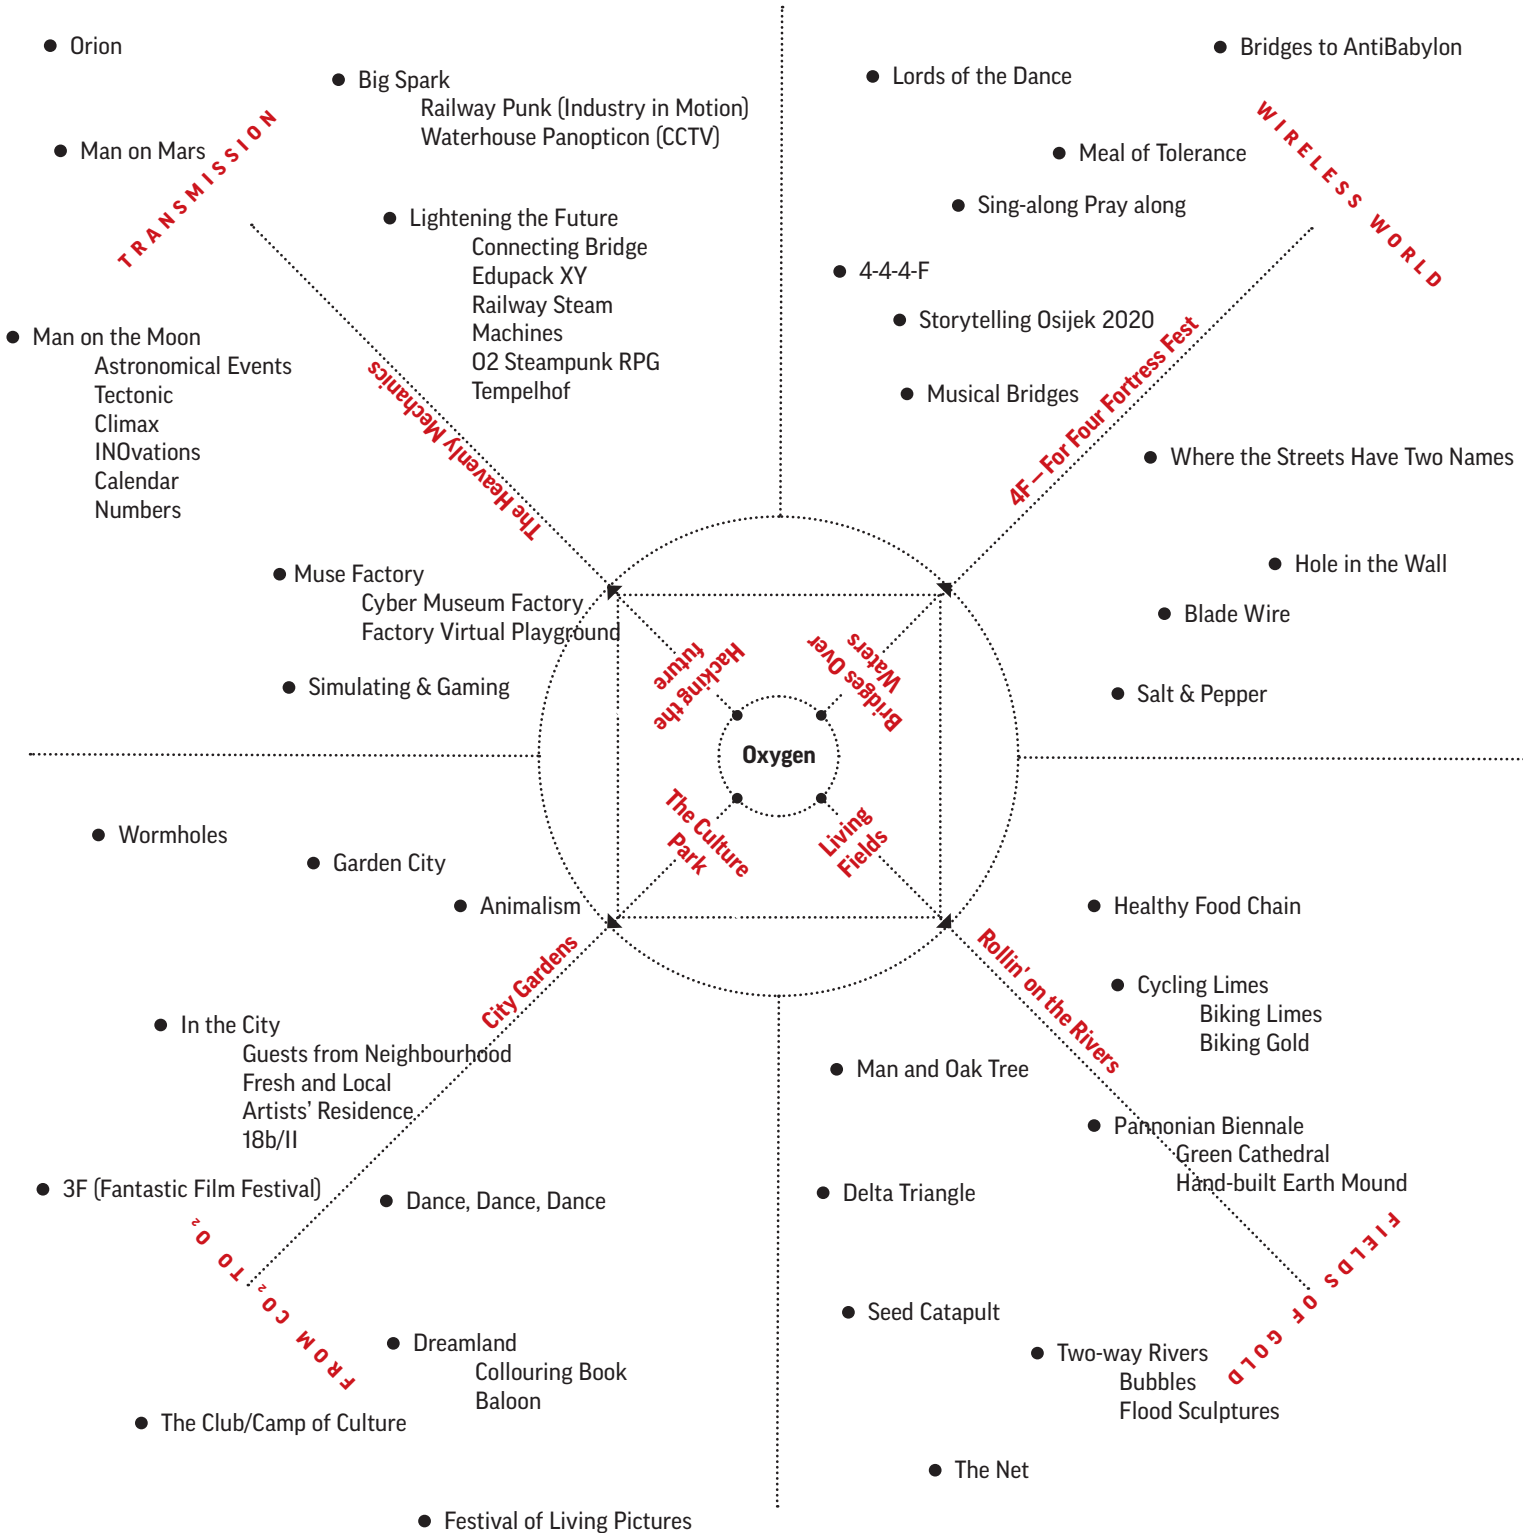 Orion
Big Spark
Railway Punk (Industry in Motion)
Waterhouse Panopticon (CCTV)
Man on Mars
TRANSMISSION
Lightening the Future
Connecting Bridge
Edupack XY
Railway Steam
Machines
O2 Steampunk RPG
Tempelhof
Man on the Moon
Astronomical Events
Tectonic
Climax
INOvations
Calendar
Numbers
The Heavenly Mechanics
Muse Factory
Cyber Museum Factory
Factory Virtual Playground
Simulating & Gaming
Hacking the
future
Bridges to AntiBabylon
Lords of the Dance
WIRELESS WORLD
Meal of Tolerance
Sing-along Pray along
4-4-4-F
Storytelling Osijek 2020
Musical Bridges
4F – For Four Fortress Fest
Where the Streets Have Two Names
Hole in the Wall
Blade Wire
Salt & Pepper
Bridges Over
Waters
Oxygen
The Culture
Park
Living
Fields
Wormholes
Garden City
Animalism
City Gardens
In the City
Guests from Neighbourhood
Fresh and Local
Artists' Residence
18b/II
3F (Fantastic Film Festival)
Dance, Dance, Dance
FROM CO₂ TO O₂
Dreamland
Collouring Book
Baloon
The Club/Camp of Culture
Festival of Living Pictures
Healthy Food Chain
Rollin' on the Rivers
Cycling Limes
Biking Limes
Biking Gold
Man and Oak Tree
Pannonian Biennale
Green Cathedral
Hand-built Earth Mound
Delta Triangle
FIELDS OF GOLD
Seed Catapult
Two-way Rivers
Bubbles
Flood Sculptures
The Net